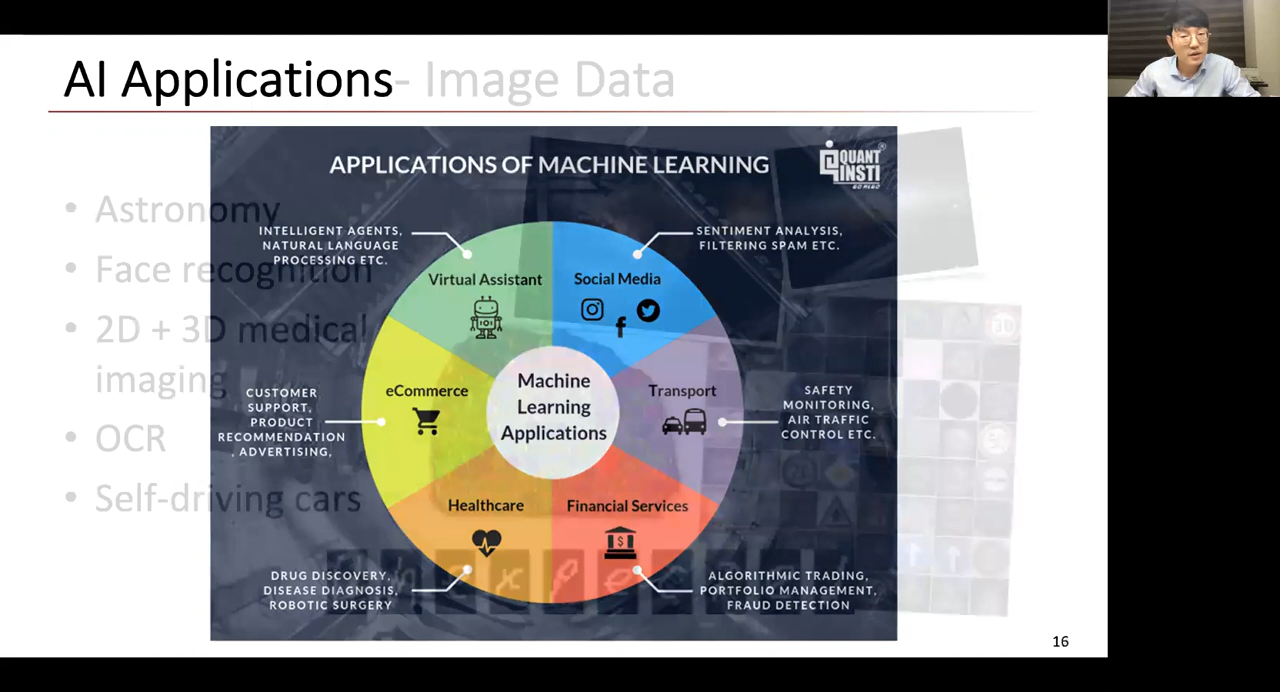 AI Applications- Image Data
APPLICATIONS OF MACHINE LEARNING
QUANT
INSTI
• Astronomy
• Face recognition
• 2D + 3D medical
imaging
• OCR
• Self-driving cars
INTELLIGENT AGENTS,
NATURAL LANGUAGE
PROCESSING ETC.
SENTIMENT ANALYSIS,
FILTERING SPAM ETC.
Virtual Assistant
Social Media
eCommerce
Machine
Learning
Applications
Transport
CUSTOMER
SUPPORT,
PRODUCT
RECOMMENDATION
, ADVERTISING,
SAFETY
MONITORING,
AIR TRAFFIC
CONTROL ETC.
Healthcare
Financial Services
DRUG DISCOVERY,
DISEASE DIAGNOSIS,
ROBOTIC SURGERY
ALGORITHMIC TRADING,
PORTFOLIO MANAGEMENT,
FRAUD DETECTION
16